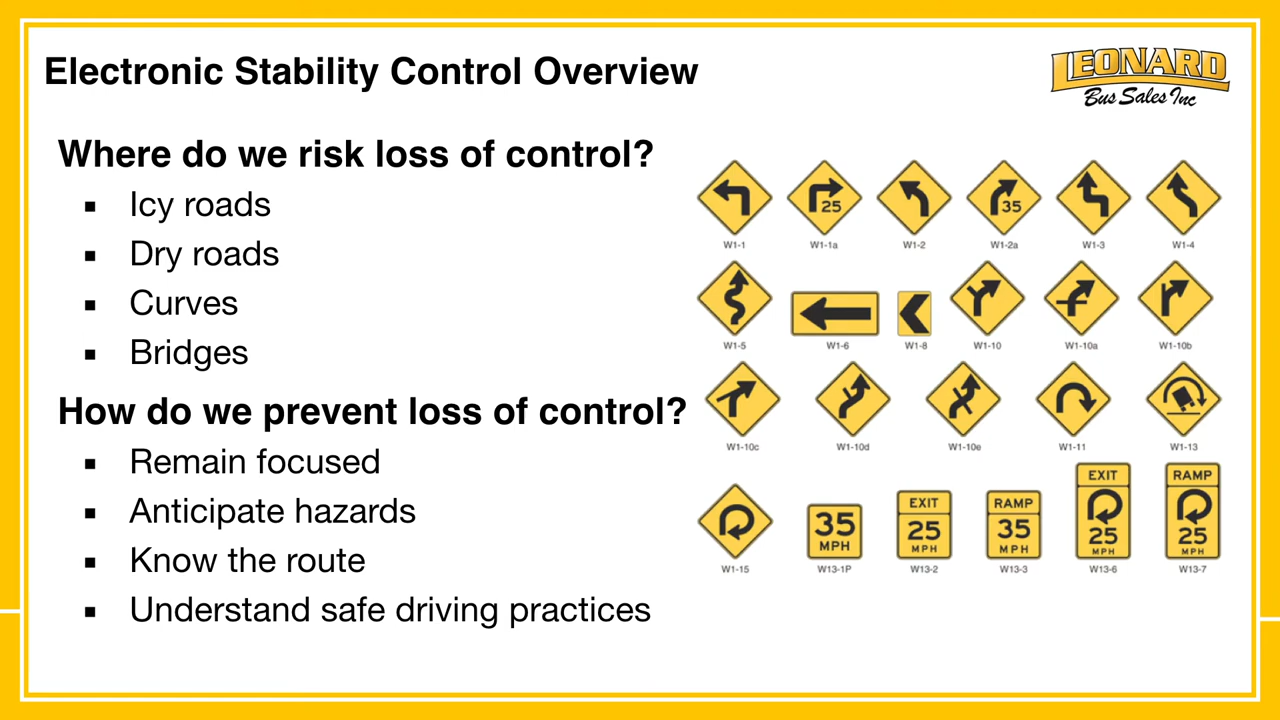 Electronic Stability Control Overview
LEONARD
Bus Sales Inc
Where do we risk loss of control?
▪ Icy roads
▪ Dry roads
▪ Curves
▪ Bridges
How do we prevent loss of control?
▪ Remain focused
▪ Anticipate hazards
▪ Know the route
▪ Understand safe driving practices
25 35
W1-1 W1-1a W1-2 W1-2a W1-3 W1-4
W1-5 W1-6 W1-8 W1-10 W1-10a W1-10b
W1-10c W1-10d W1-10e W1-11 W1-13
EXIT RAMP
35 EXIT RAMP 25 25
MPH 25 35 MPH MPH
MPH MPH
W1-15 W13-1P W13-2 W13-3 W13-6 W13-7